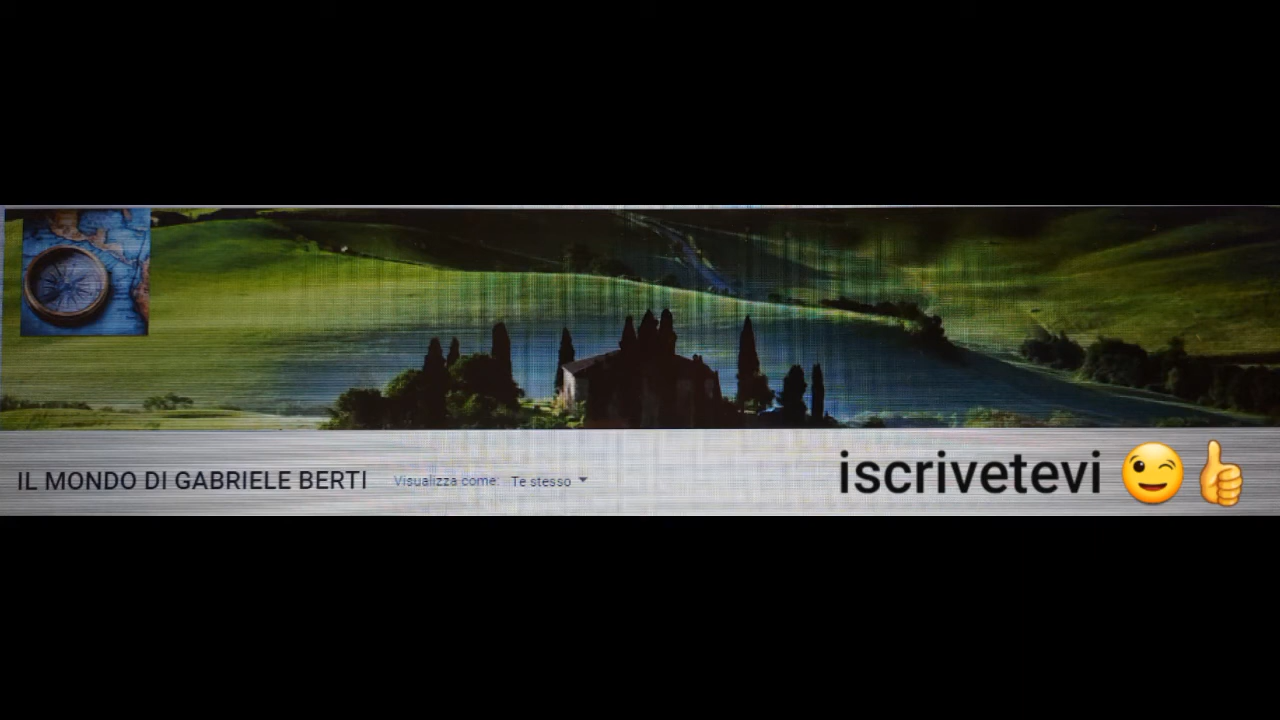 IL MONDO DI GABRIELE BERTI Visualizza come: Te stesso iscrivetevi 😉👍